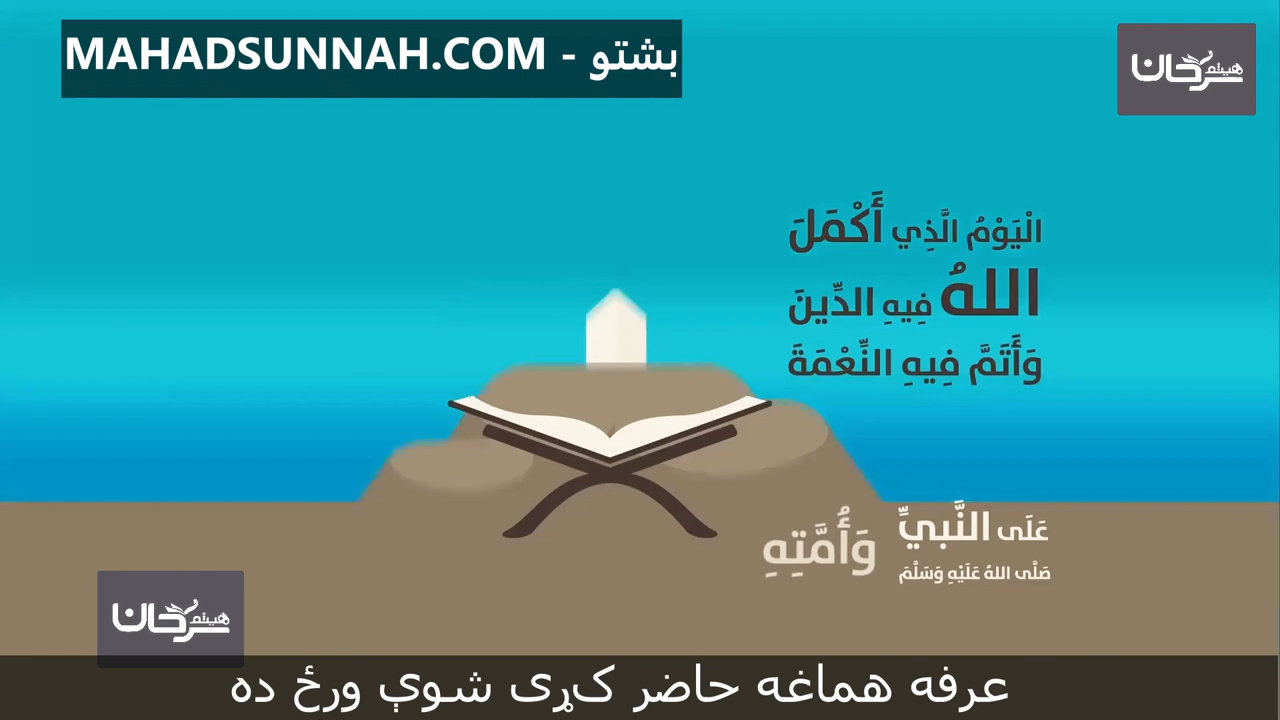 MAHADSUNNAH.COM - بشتو
هيثم
سرحان
الْيَوْمُ الَّذِي أَكْمَلَ
اللهُ فِيهِ الدِّينَ
وَأَتَمَّ فِيهِ النِّعْمَةَ
عَلَى النَّبِيِّ وَأُمَّتِهِ
صَلَّى اللهُ عَلَيْهِ وَسَلَّمَ
هيثم
سرحان
عرفه هماغه حاضر کړی شوې ورځ ده